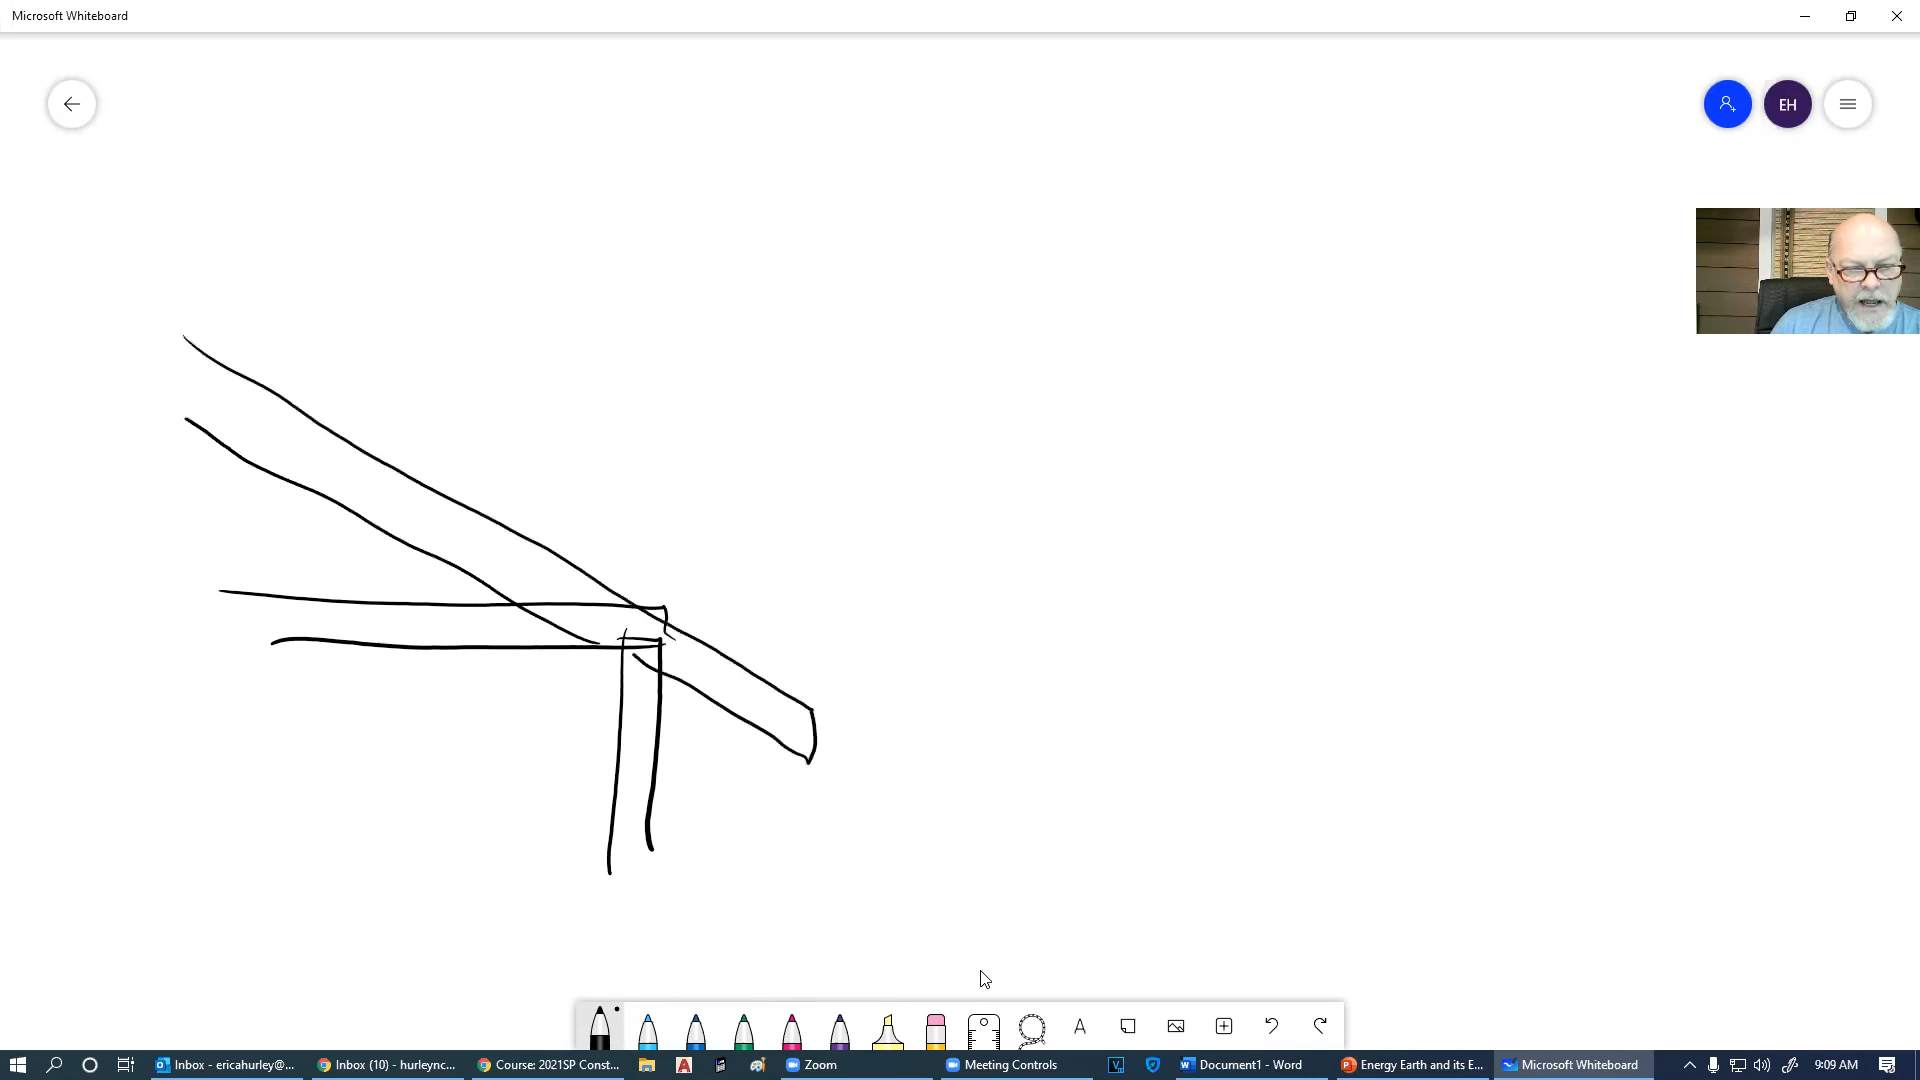 Microsoft Whiteboard
EH
A
Inbox - ericahurley@...
Inbox (10) - hurleync...
Course: 2021SP Const...
Zoom
Meeting Controls
Document1 - Word
Energy Earth and its E...
Microsoft Whiteboard
9:09 AM